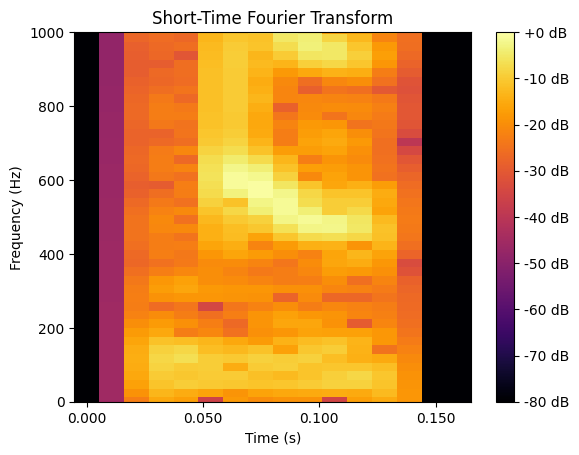 Short-Time Fourier Transform
1000
800
600
400
200
0
Frequency (Hz)
0.000
0.050
0.100
0.150
Time (s)
+0 dB
-10 dB
-20 dB
-30 dB
-40 dB
-50 dB
-60 dB
-70 dB
-80 dB